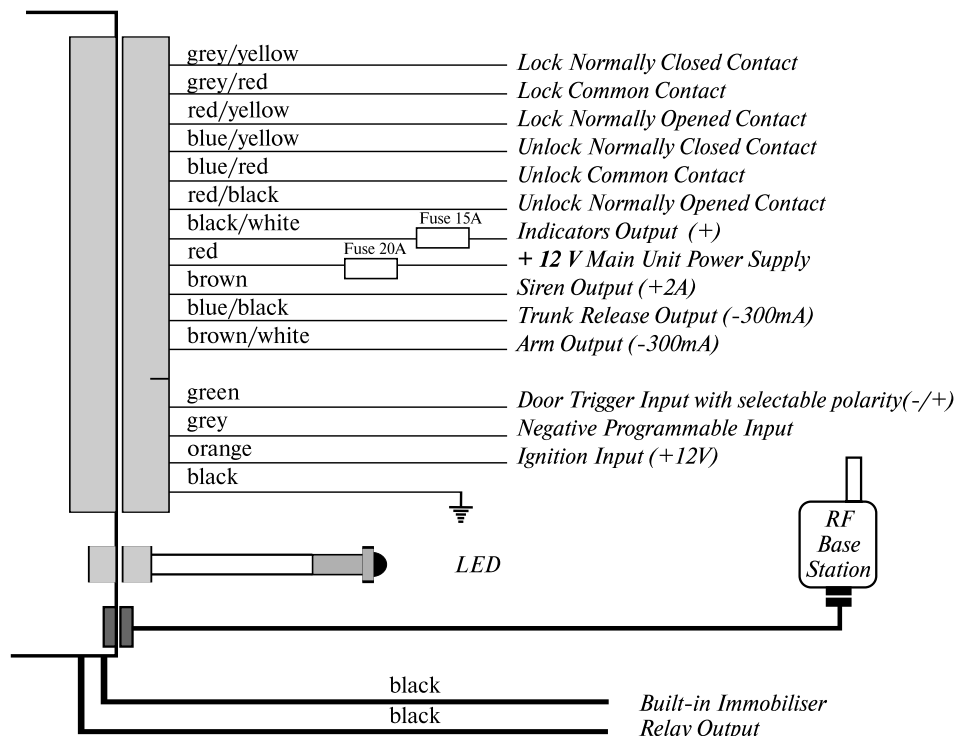 grey/yellow Lock Normally Closed Contact
grey/red Lock Common Contact
red/yellow Lock Normally Opened Contact
blue/yellow Unlock Normally Closed Contact
blue/red Unlock Common Contact
red/black Unlock Normally Opened Contact
black/white Fuse 15A Indicators Output (+)
red Fuse 20A + 12 V Main Unit Power Supply
brown Siren Output (+2A)
blue/black Trunk Release Output (-300mA)
brown/white Arm Output (-300mA)
green Door Trigger Input with selectable polarity(-/+)
grey Negative Programmable Input
orange Ignition Input (+12V)
black
RF
Base
Station
LED
black Built-in Immobiliser
black Relay Output